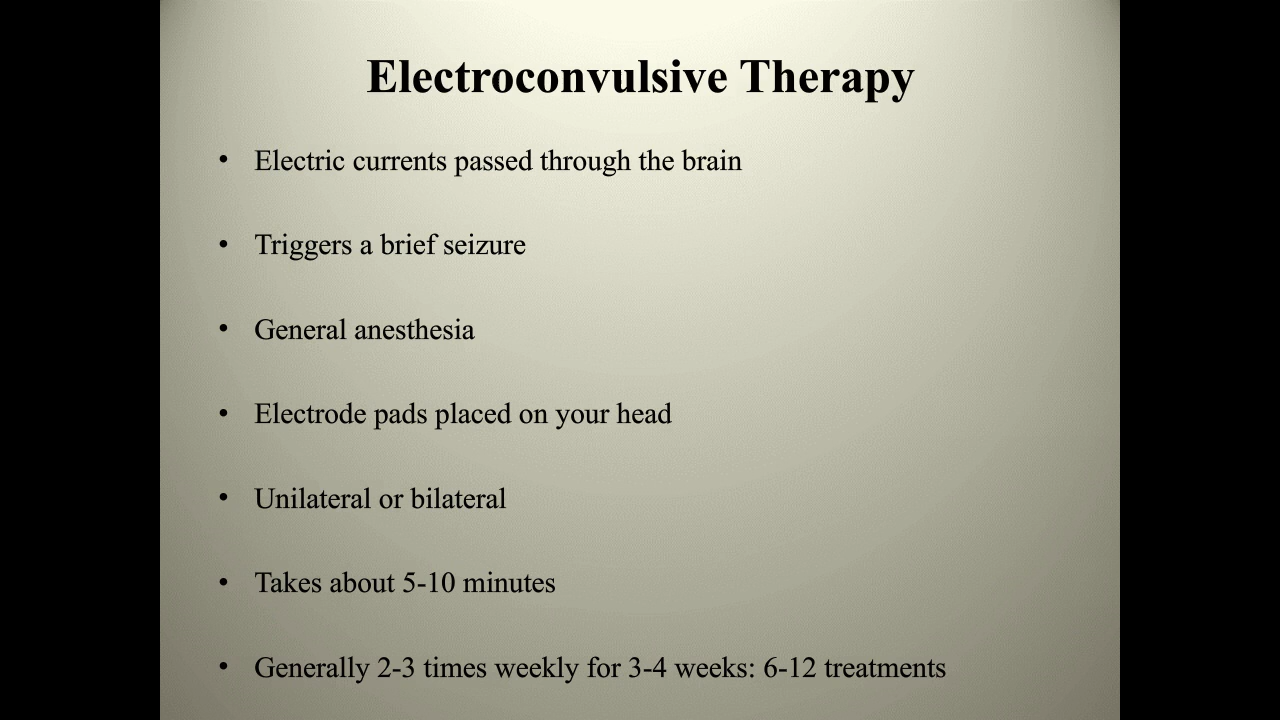 Electroconvulsive Therapy
• Electric currents passed through the brain
• Triggers a brief seizure
• General anesthesia
• Electrode pads placed on your head
• Unilateral or bilateral
• Takes about 5-10 minutes
• Generally 2-3 times weekly for 3-4 weeks: 6-12 treatments